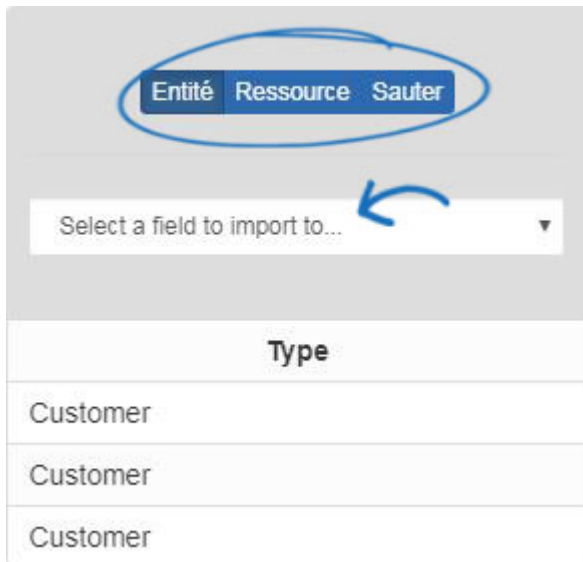 Entité Ressource Sauter
Select a field to import to...
Type
Customer
Customer
Customer